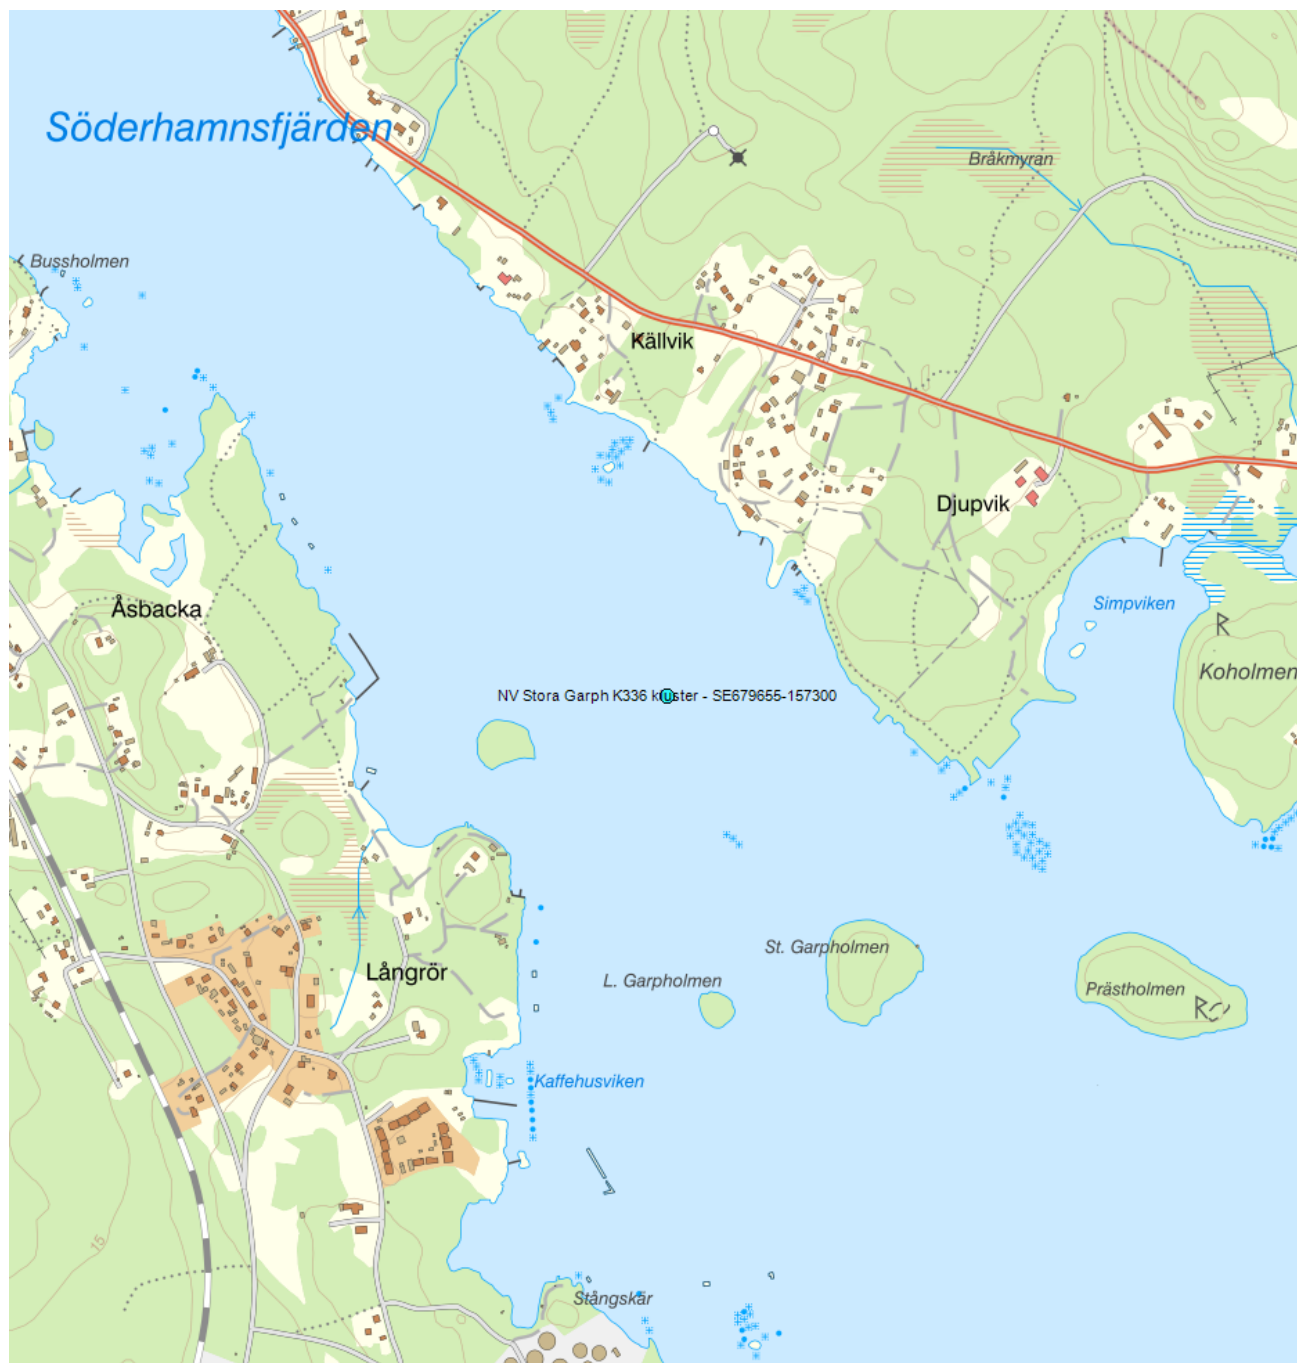 Söderhamnsfjärden
Bråkmyran
Bussholmen
Källvik
Djupvik
Simpviken
Åsbacka
Koholmen
NV Stora Garph K336 kluster - SE679655-157300
St. Garpholmen
Långrör
L. Garpholmen
Prästholmen
R
R
Kaffehusviken
15
Stångskär